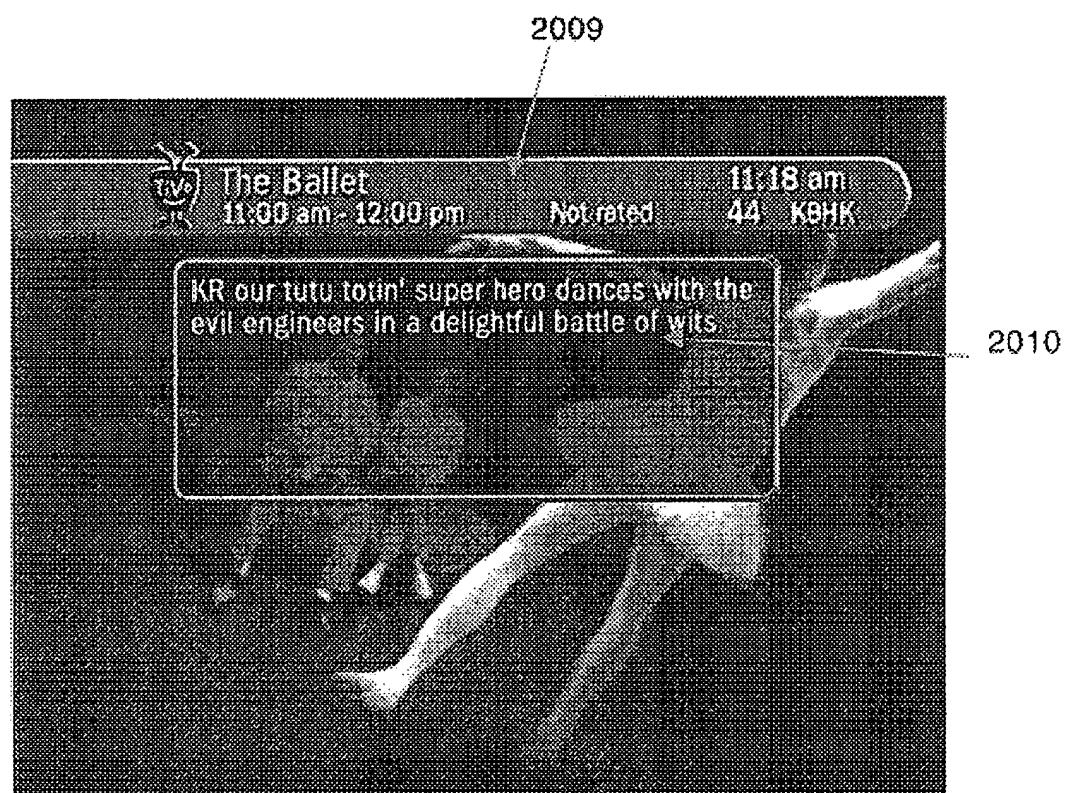 2009
TiVo The Ballet 11:18 am
11:00 am - 12:00 pm Not rated 44 KBHK
KR our tutu totin' super hero dances with the
evil engineers in a delightful battle of wits
2010